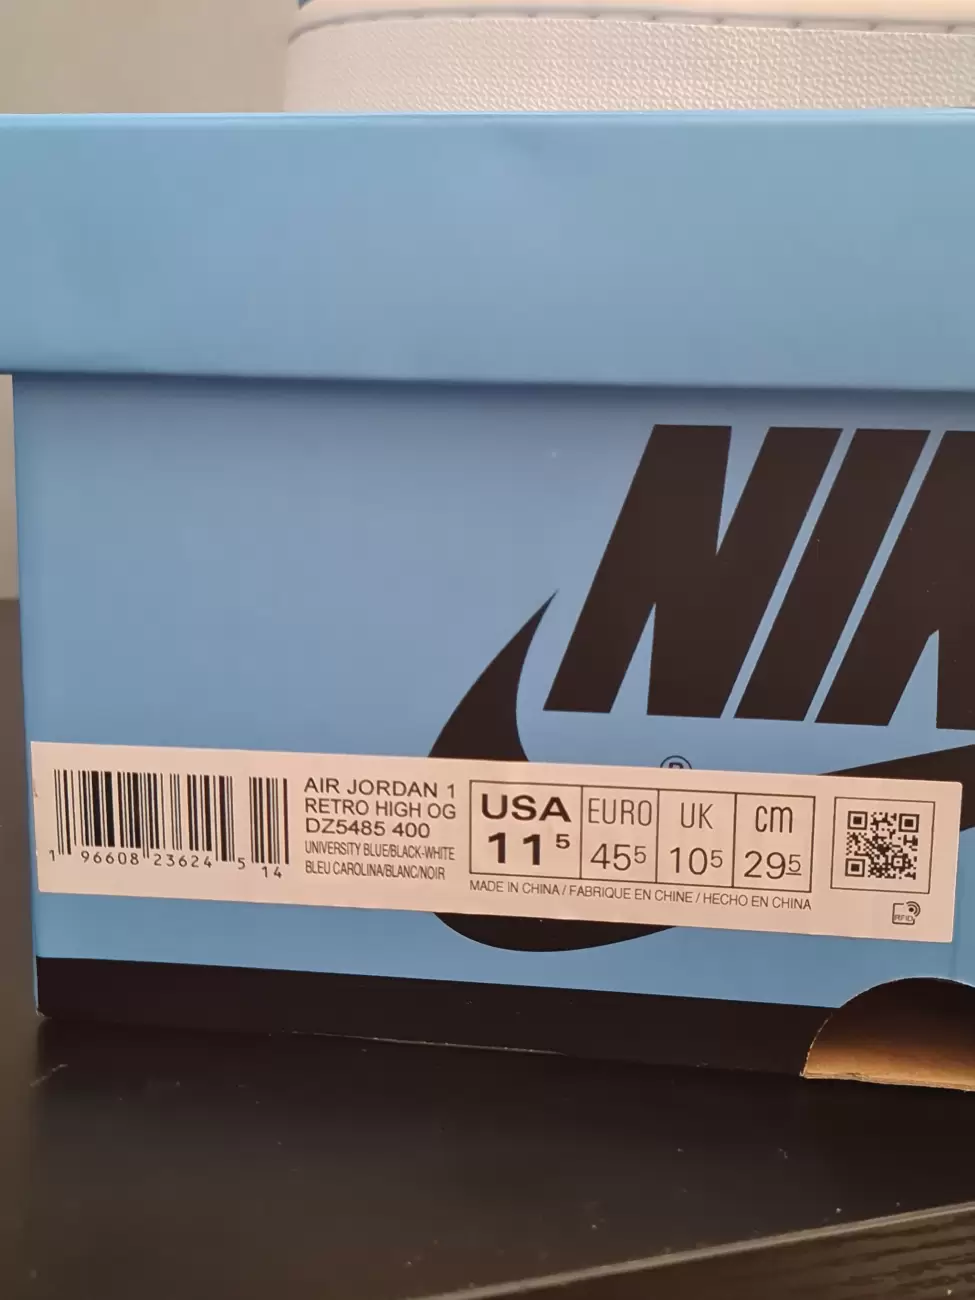 NIK
®
AIR JORDAN 1
RETRO HIGH OG
DZ5485 400
UNIVERSITY BLUE/BLACK-WHITE
BLEU CAROLINA/BLANC/NOIR
1 96608 23624 5 14
USA EURO UK cm
11 5 45 5 10 5 29 5
MADE IN CHINA / FABRIQUE EN CHINE / HECHO EN CHINA
RFID